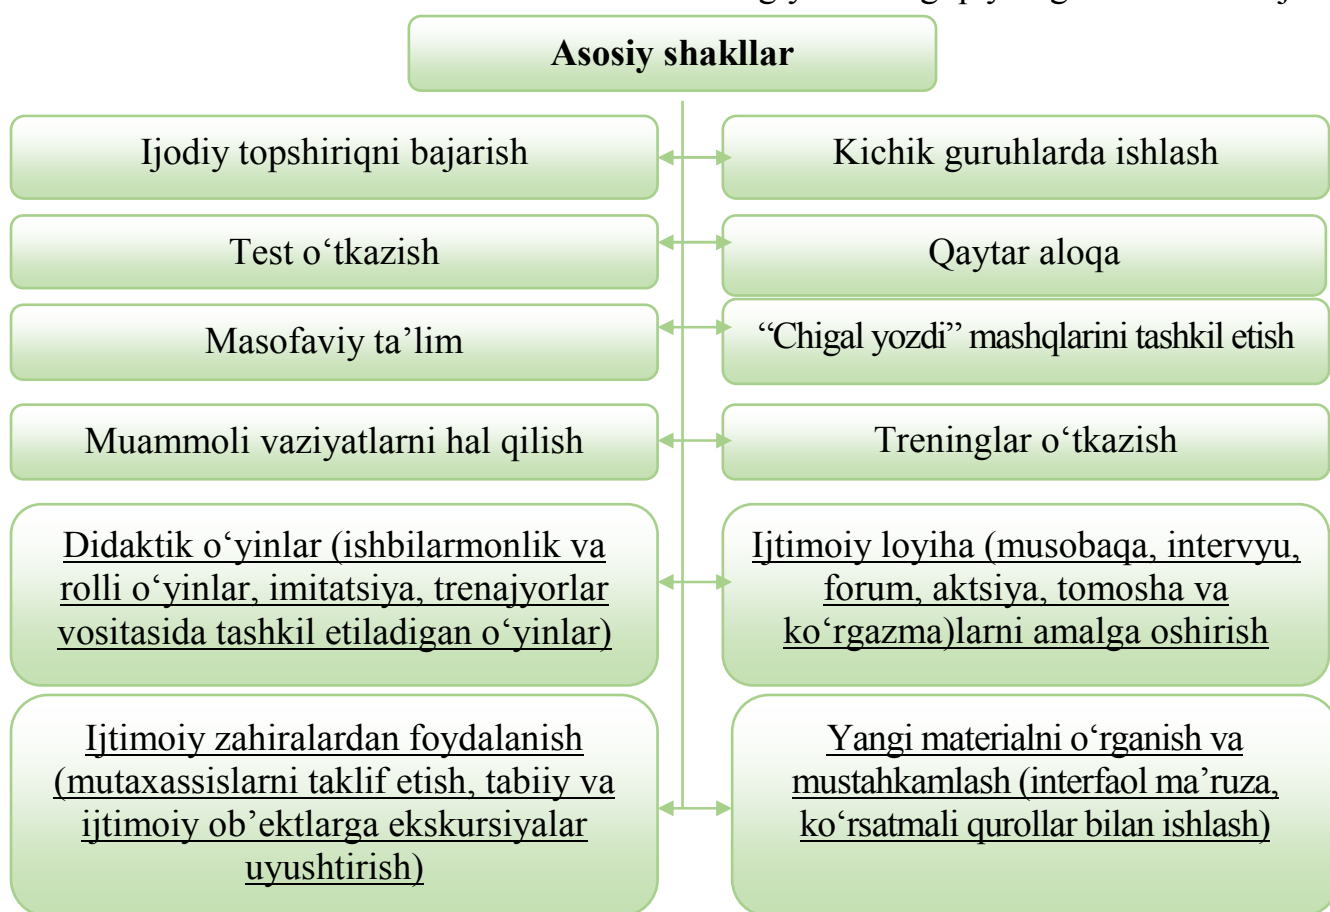 Asosiy shakllar
Ijodiy topshiriqni bajarish
Kichik guruhlarda ishlash
Test o‘tkazish
Qaytar aloqa
Masofaviy ta’lim
“Chigal yozdi” mashqlarini tashkil etish
Muammoli vaziyatlarni hal qilish
Treninglar o‘tkazish
Didaktik o‘yinlar (ishbilarmonlik va
rolli o‘yinlar, imitatsiya, trenajyorlar
vositasida tashkil etiladigan o‘yinlar)
Ijtimoiy loyiha (musobaqa, intervyu,
forum, aktsiya, tomosha va
ko‘rgazma)larni amalga oshirish
Ijtimoiy zahiralardan foydalanish
(mutaxassislarni taklif etish, tabiiy va
ijtimoiy ob’ektlarga ekskursiyalar
uyushtirish)
Yangi materialni o‘rganish va
mustahkamlash (interfaol ma’ruza,
ko‘rsatmali qurollar bilan ishlash)